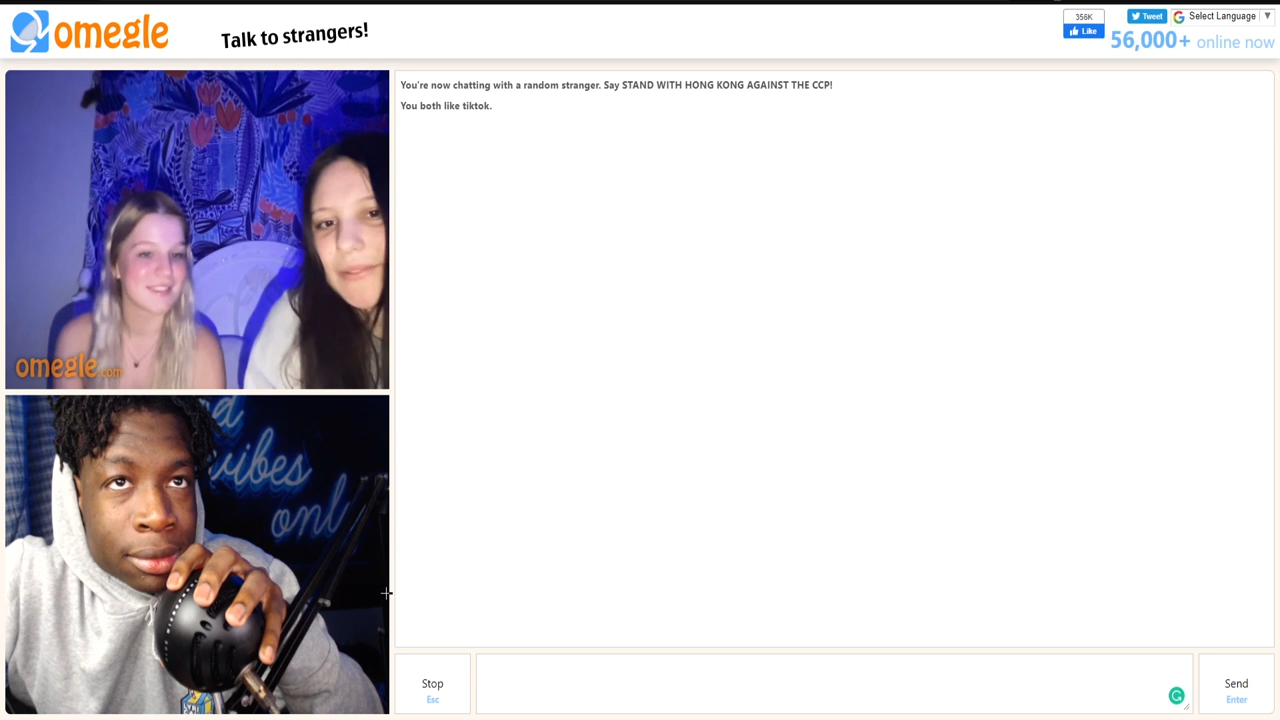 omegle
Talk to strangers!
356K
Like
Tweet
Select Language
56,000+ online now
You're now chatting with a random stranger. Say STAND WITH HONG KONG AGAINST THE CCP!
You both like tiktok.
omegle.com
vibes
only
Stop
Esc
Send
Enter